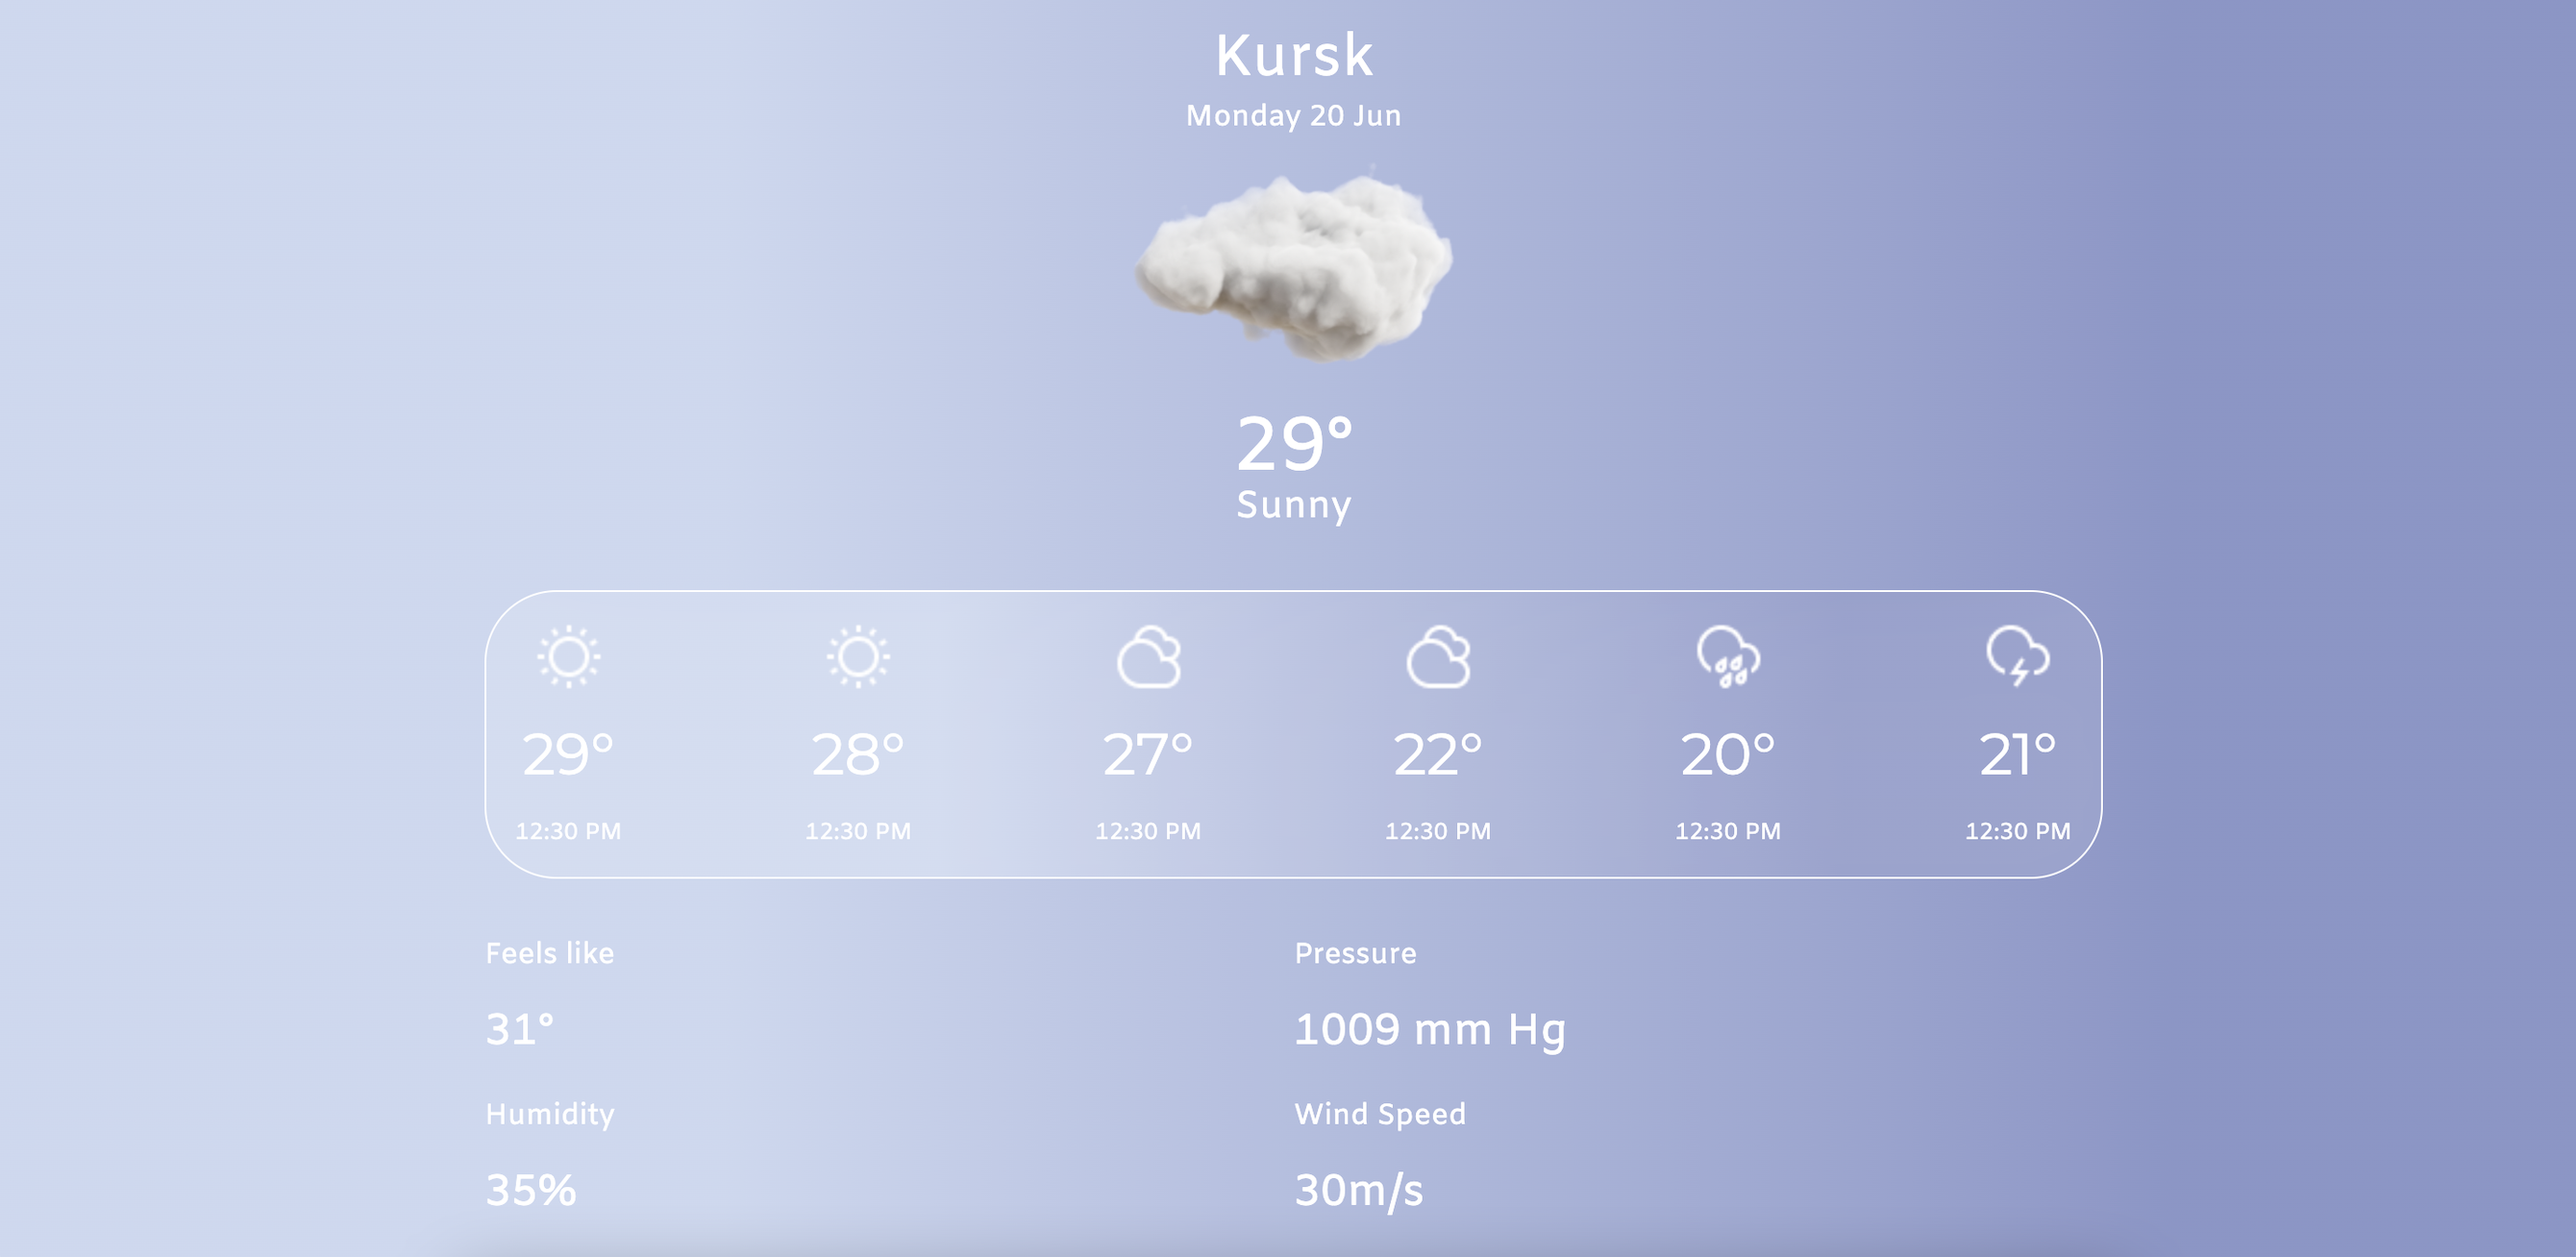 Kursk
Monday 20 Jun
29°
Sunny
29° 28° 27° 22° 20° 21°
12:30 PM 12:30 PM 12:30 PM 12:30 PM 12:30 PM 12:30 PM
Feels like Pressure
31° 1009 mm Hg
Humidity Wind Speed
35% 30m/s